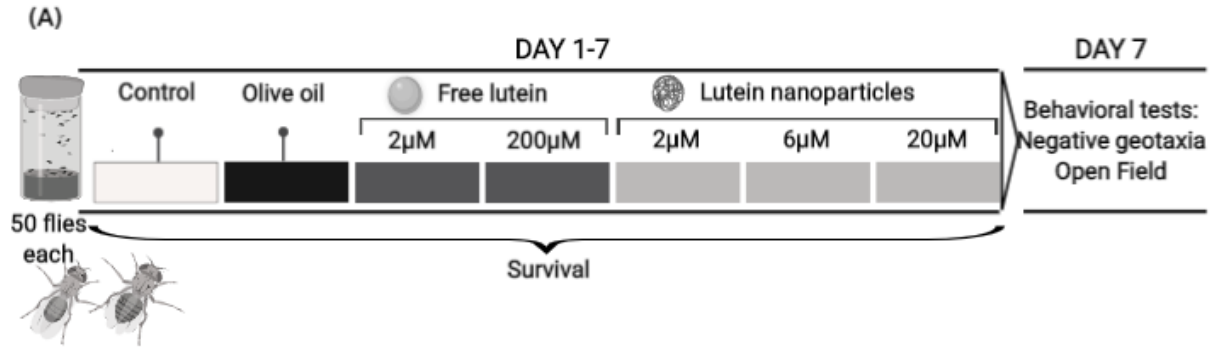 (A)
DAY 1-7
DAY 7
Control
Olive oil
Free lutein
Lutein nanoparticles
2µM
200µM
2µM
6µM
20µM
Behavioral tests:
Negative geotaxia
Open Field
50 flies
each
Survival